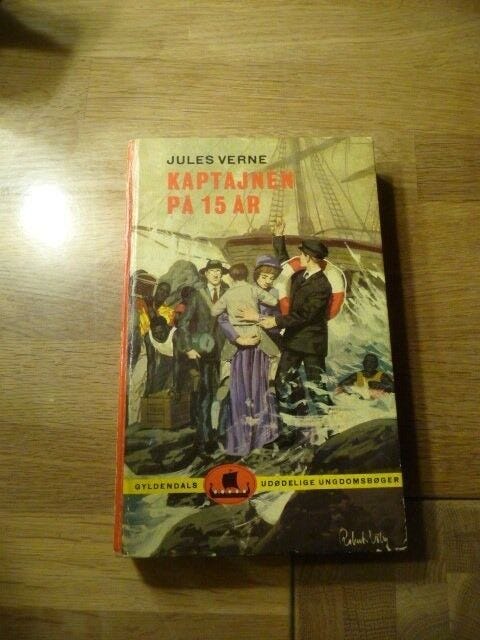 JULES VERNE
KAPTAJNEN
PÅ 15 ÅR
GYLDENDALS UDØDELIGE UNGDOMSBØGER